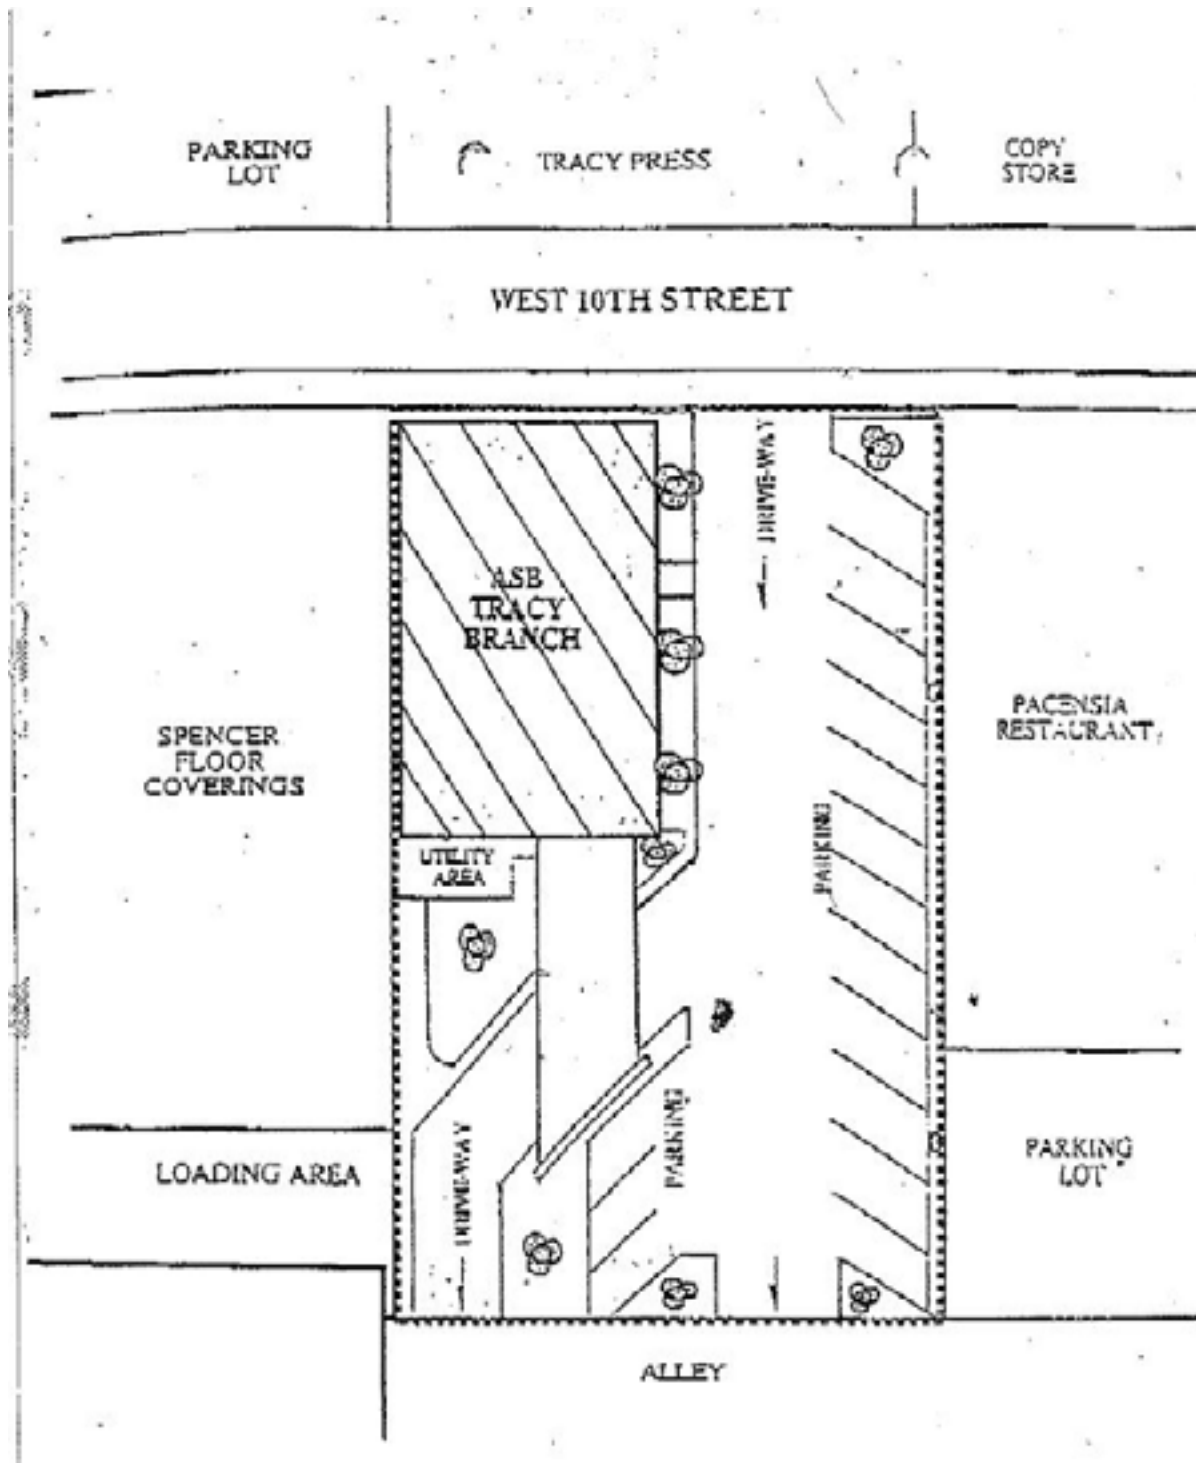 PARKING
LOT
TRACY PRESS
COPY
STORE
WEST 10TH STREET
DRIVE-WAY
ASB
TRACY
BRANCH
SPENCER
FLOOR
COVERINGS
PACENSIA
RESTAURANT
PARKING
UTILITY
AREA
PARKING
DRIVE-WAY
LOADING AREA
PARKING
LOT
ALLEY